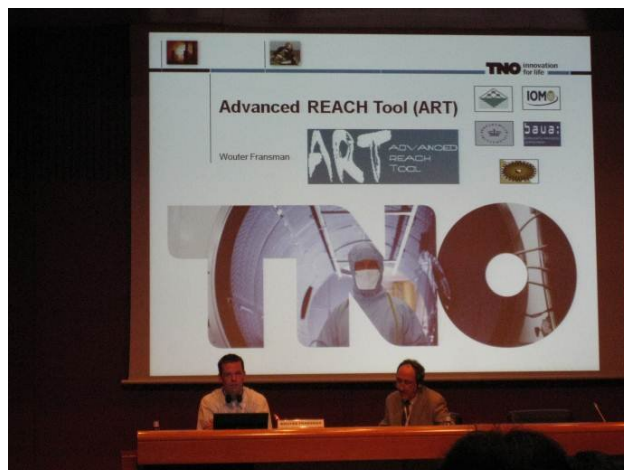 TNO innovation
for life
Advanced REACH Tool (ART)
IOM
baua:
Wouter Fransman
ART ADVANCED
REACH
TOOL
TNO